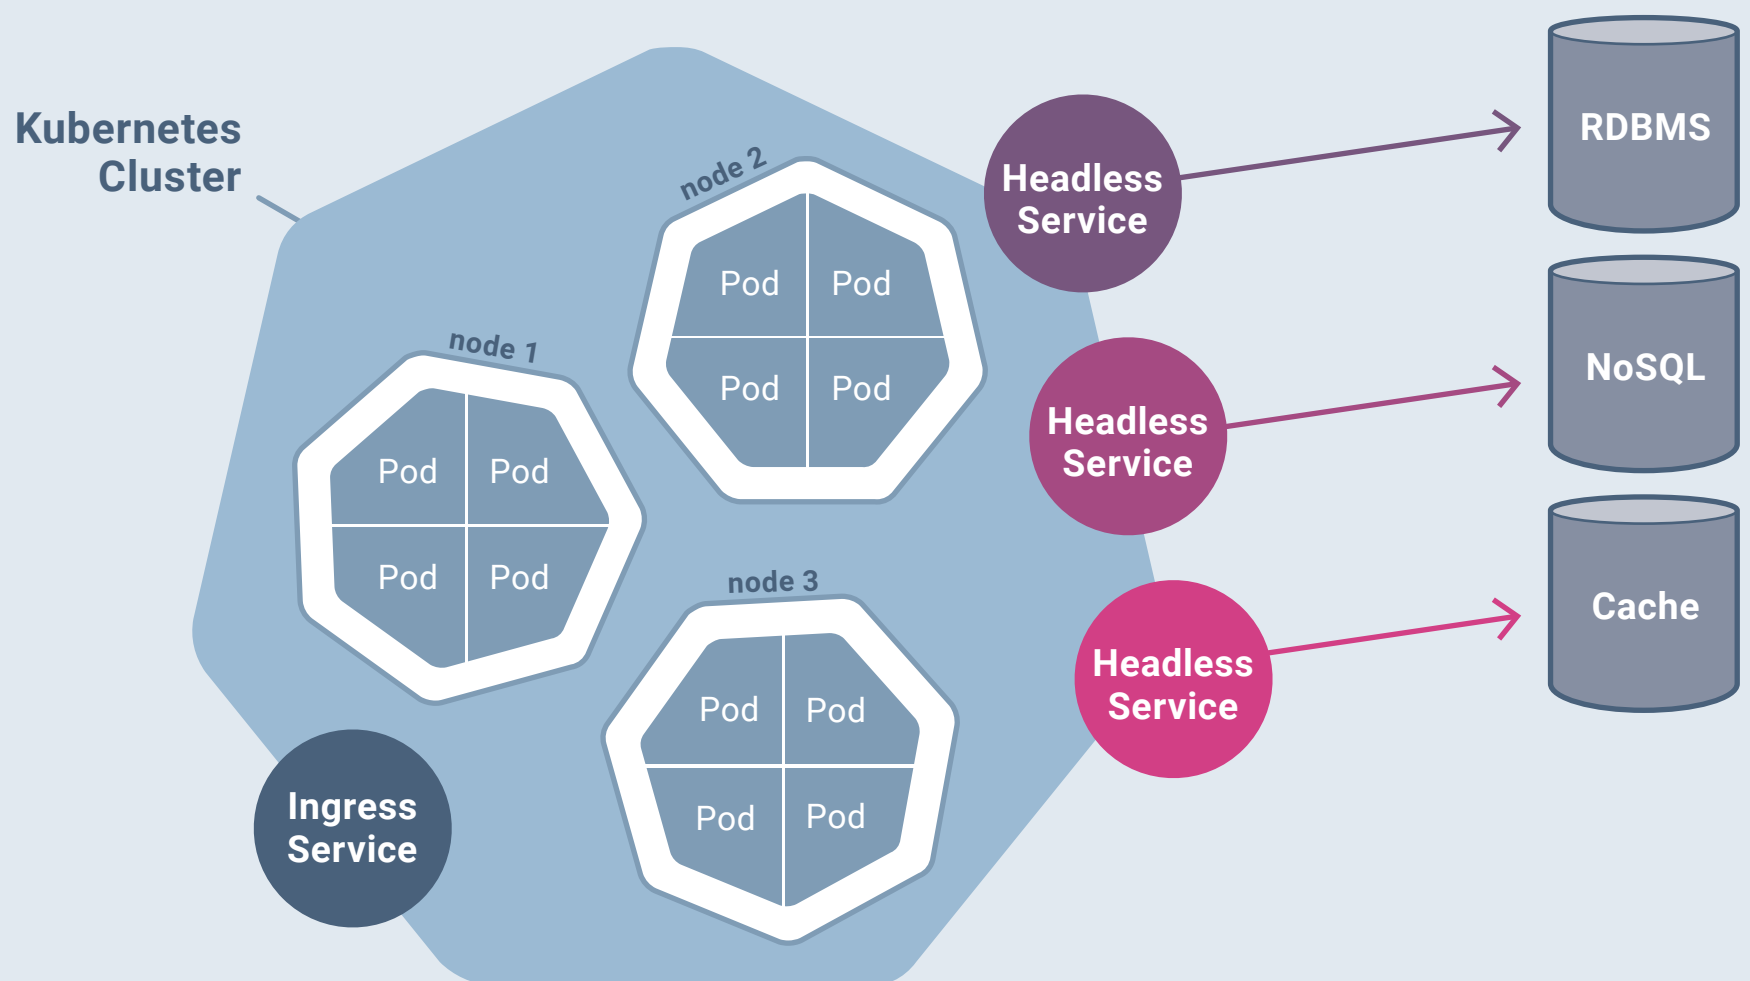 Kubernetes
Cluster
node 1
Pod Pod
Pod Pod
node 2
Pod Pod
Pod Pod
node 3
Pod Pod
Pod Pod
Ingress
Service
Headless
Service
RDBMS
Headless
Service
NoSQL
Headless
Service
Cache